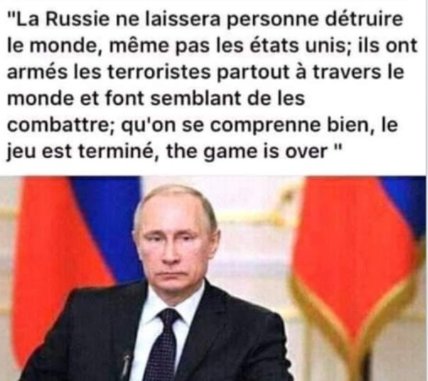 "La Russie ne laissera personne détruire
le monde, même pas les états unis; ils ont
armés les terroristes partout à travers le
monde et font semblant de les
combattre; qu'on se comprenne bien, le
jeu est terminé, the game is over "